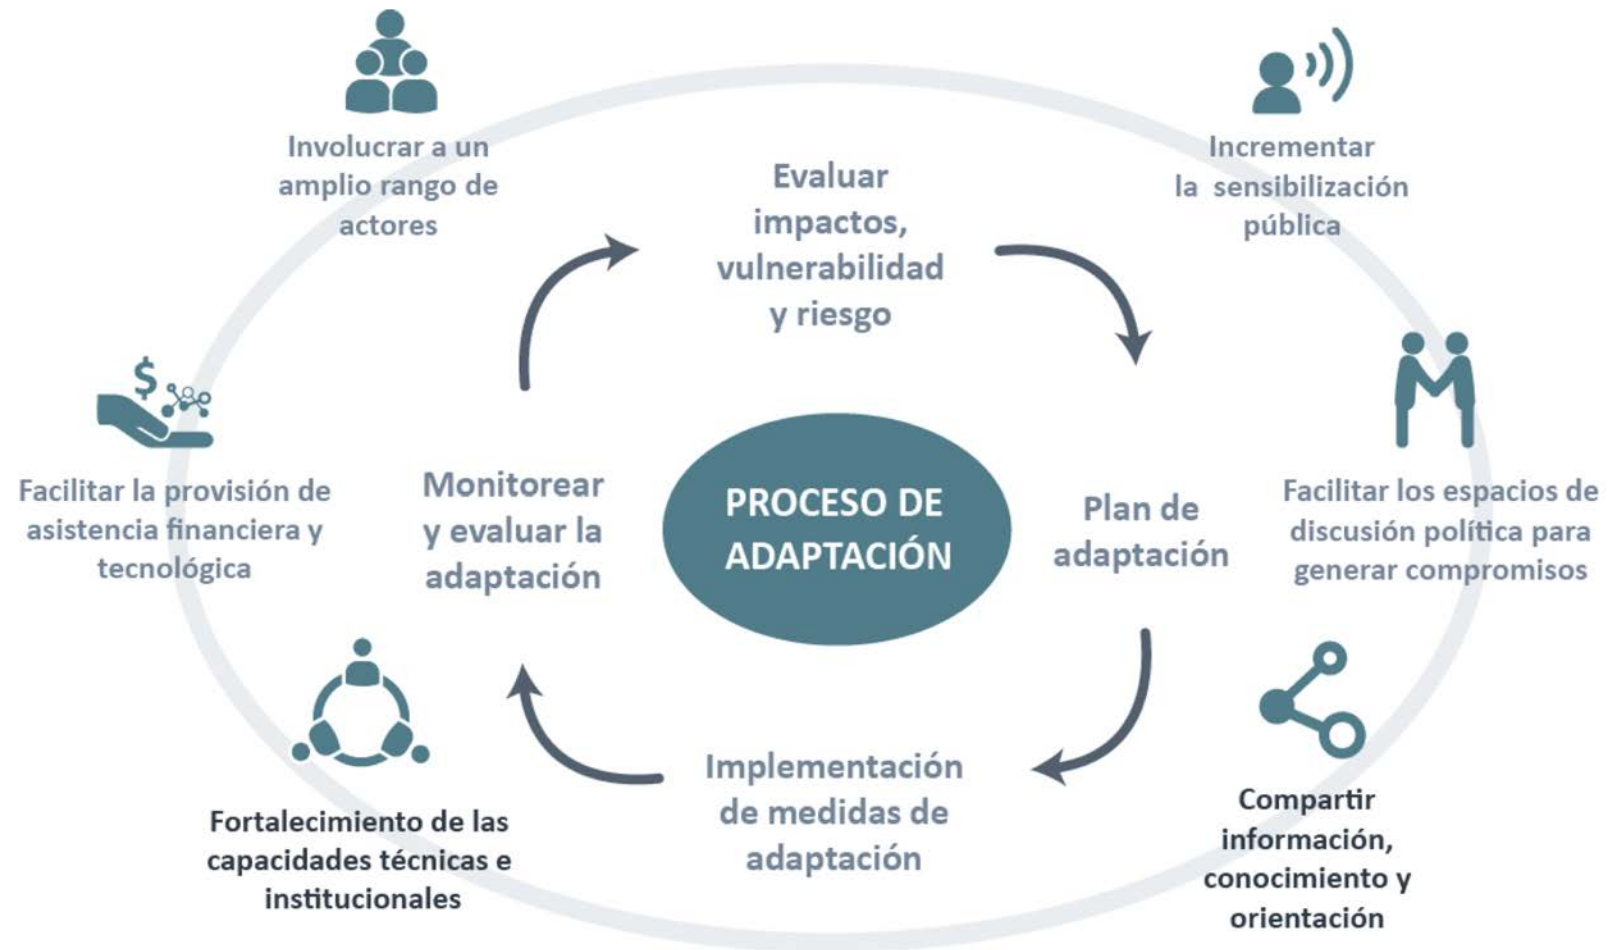 Involucrar a un
amplio rango de
actores
Incrementar
la sensibilización
pública
Evaluar
impactos,
vulnerabilidad
y riesgo
$
Facilitar la provisión de
asistencia financiera y
tecnológica
Monitorear
y evaluar la
adaptación
PROCESO DE
ADAPTACIÓN
Plan de
adaptación
Facilitar los espacios de
discusión política para
generar compromisos
Fortalecimiento de las
capacidades técnicas e
institucionales
Implementación
de medidas de
adaptación
Compartir
información,
conocimiento y
orientación